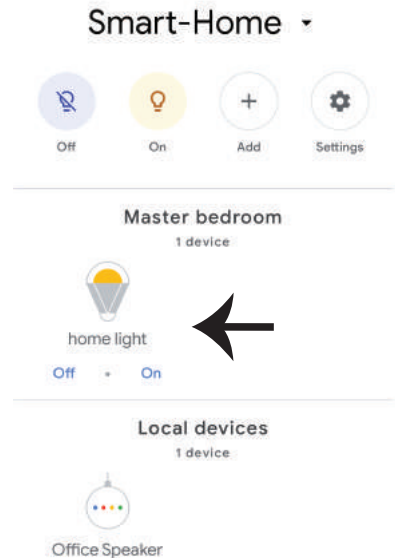 Smart-Home
Off On Add Settings
Master bedroom
1 device
home light
Off • On
Local devices
1 device
Office Speaker